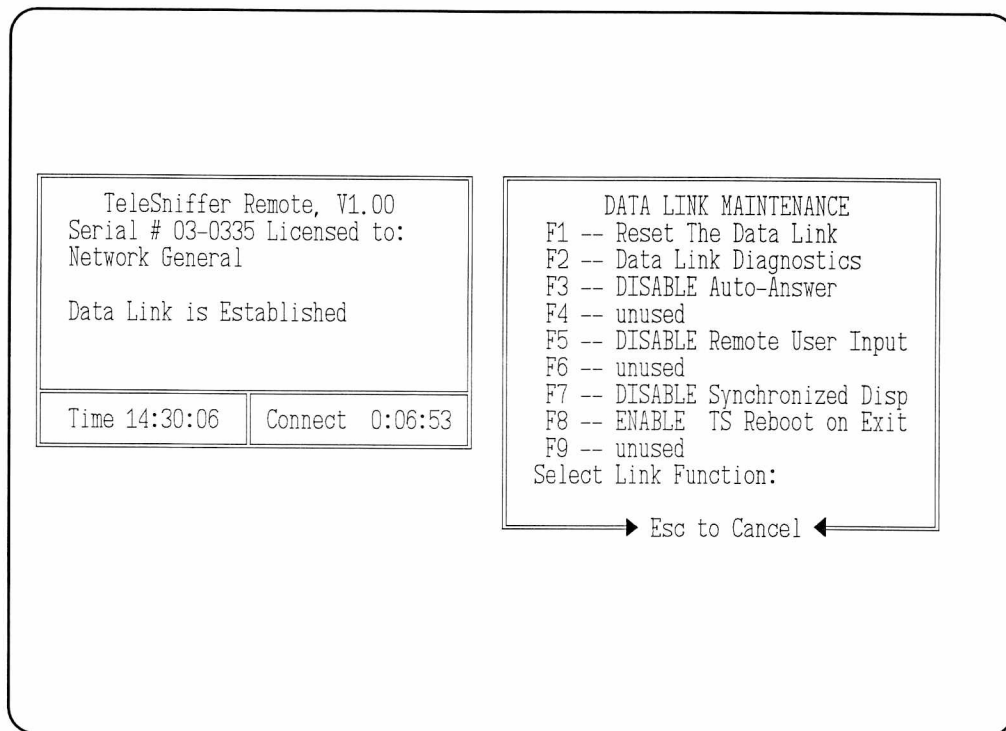 TeleSniffer Remote, V1.00
Serial # 03-0335 Licensed to:
Network General
Data Link is Established
Time 14:30:06
Connect 0:06:53
DATA LINK MAINTENANCE
F1 -- Reset The Data Link
F2 -- Data Link Diagnostics
F3 -- DISABLE Auto-Answer
F4 -- unused
F5 -- DISABLE Remote User Input
F6 -- unused
F7 -- DISABLE Synchronized Disp
F8 -- ENABLE TS Reboot on Exit
F9 -- unused
Select Link Function:
Esc to Cancel